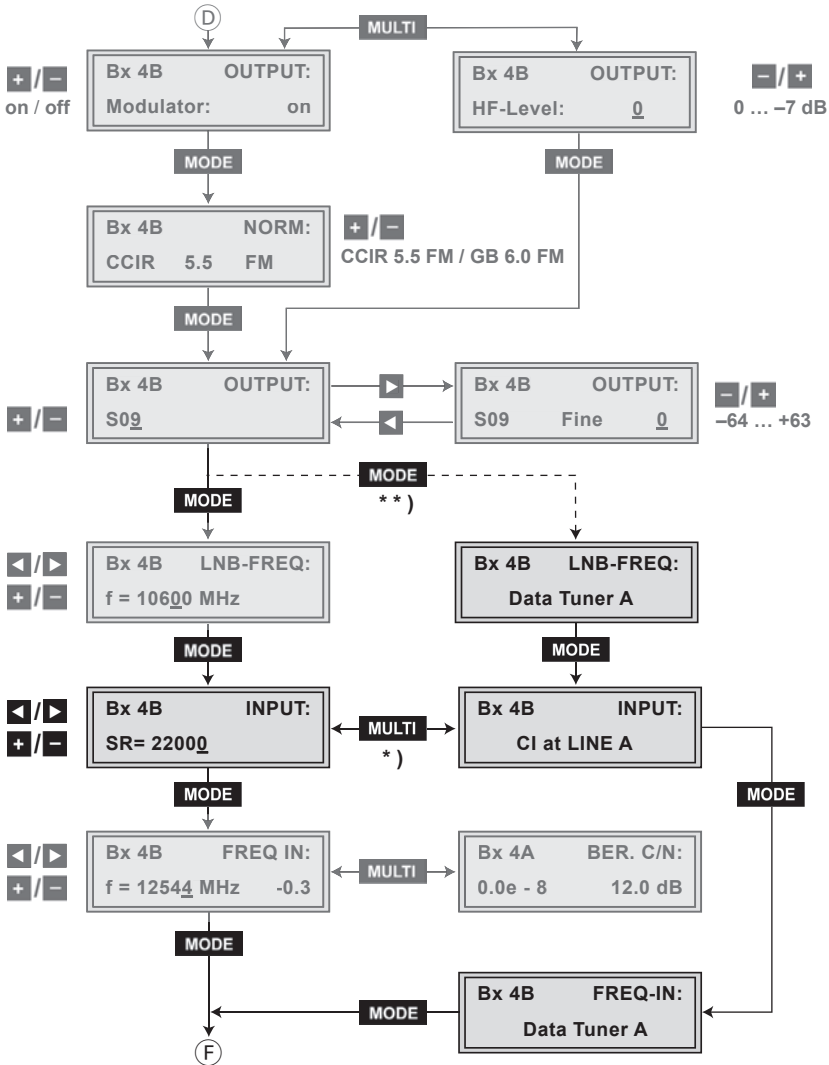 D
MULTI
+ / −
on / off
Bx 4B OUTPUT:
Modulator: on
Bx 4B OUTPUT:
HF-Level: 0
− / +
0 … –7 dB
MODE
MODE
Bx 4B NORM:
CCIR 5.5 FM
+ / −
CCIR 5.5 FM / GB 6.0 FM
MODE
+ / −
Bx 4B OUTPUT:
S09
Bx 4B OUTPUT:
S09 Fine 0
− / +
–64 … +63
MODE
* * )
MODE
◄ / ►
+ / −
Bx 4B LNB-FREQ:
f = 10600 MHz
Bx 4B LNB-FREQ:
Data Tuner A
MODE
MODE
◄ / ►
+ / −
Bx 4B INPUT:
SR= 22000
MULTI
* )
Bx 4B INPUT:
CI at LINE A
MODE
MODE
◄ / ►
+ / −
Bx 4B FREQ IN:
f = 12544 MHz -0.3
MULTI
Bx 4A BER. C/N:
0.0e - 8 12.0 dB
MODE
Bx 4B FREQ-IN:
Data Tuner A
MODE
F